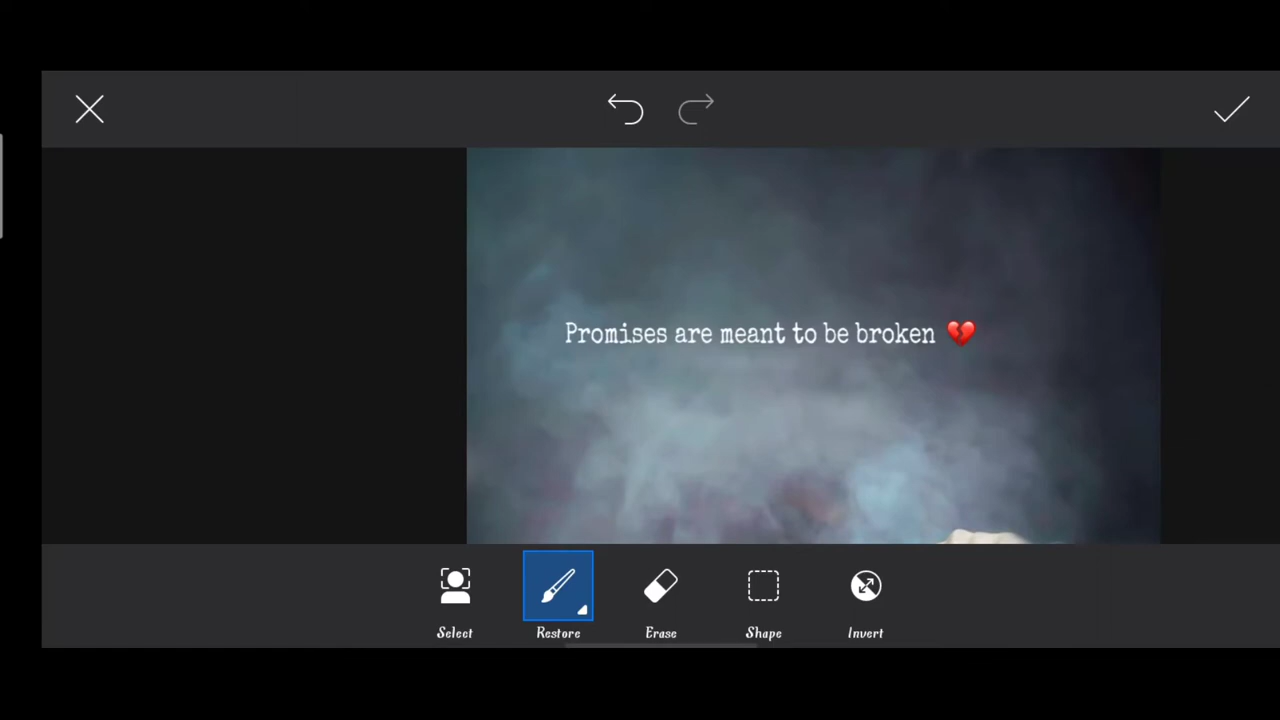 Promises are meant to be broken 💔
Select
Restore
Erase
Shape
Invert